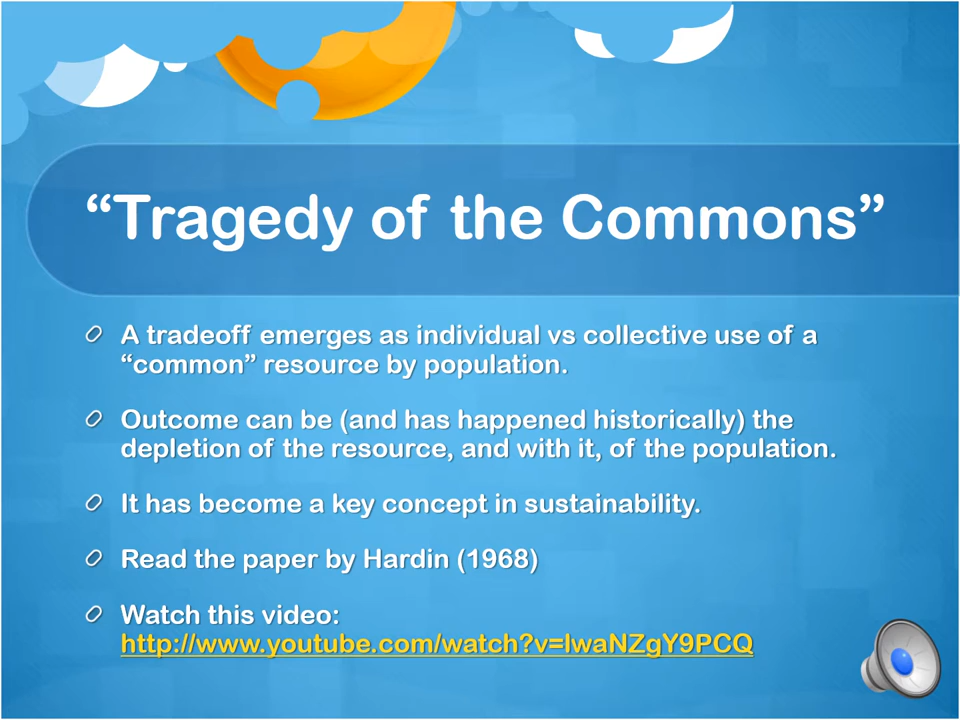 “Tragedy of the Commons”
A tradeoff emerges as individual vs collective use of a
“common” resource by population.
Outcome can be (and has happened historically) the
depletion of the resource, and with it, of the population.
It has become a key concept in sustainability.
Read the paper by Hardin (1968)
Watch this video:
http://www.youtube.com/watch?v=IwaNZgY9PCQ